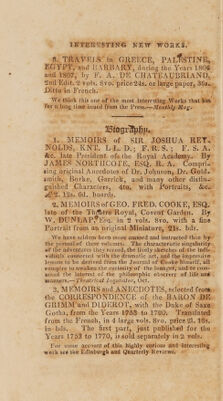 INTERESTING NEW WORKS.
8. TRAVELS in GREECE, PALESTINE,
EGYPT, and BARBARY, during the Years 1806
and 1807, by F. A. DE CHATEAUBRIAND,
2nd Edit. 2 vols. 8vo. price 24s. or large paper, 36s.
Ditto in French.
We think this one of the most interesting Works that has
for a long time issued from the Press.—Monthly Mag.
Biography.
1. MEMOIRS of SIR JOSHUA REY-
NOLDS, KNT. LL. D.; F. R. S.; F. S. A.
&c. late President of the Royal Academy. By
JAMES NORTHCOTE, ESQ. R. A. Compri-
sing original Anecdotes of Dr. Johnson, Dr. Gold-
smith, Burke, Garrick, and many other distin-
guished Characters, 4to. with Portraits, &c.
£2. 12s. 6d. boards.
2. MEMOIRS of GEO. FRED. COOKE, ESQ.
late of the Theatre Royal, Covent Garden. By
W. DUNLAP, Esq. in 2 vols. 8vo. with a fine
Portrait from an original Miniature, 21s. bds.
We have seldom been more amused and instructed than by
the perusal of these volumes. The characteristic singularity
of the adventures they record, the lively sketches of the indi-
viduals connected with the dramatic art, and the impressive
lessons to be derived from the Journal of Cooke himself, all
conspire to awaken the curiosity of the lounger, and to com-
mand the interest of the philosophic observer of life and
manners.—Theatrical Inquisitor, Oct.
3. MEMOIRS and ANECDOTES, selected from
the CORRESPONDENCE of the BARON DE
GRIMM and DIDEROT, with the Duke of Saxe
Gotha, from the Years 1753 to 1790. Translated
from the French, in 4 large vols. 8vo. price 2l. 16s.
in-bds. The first part, just published for the
Years 1753 to 1770, is sold separately in 2 vols.
For some account of this highly curious and interesting
work see the Edinburgh and Quarterly Reviews.